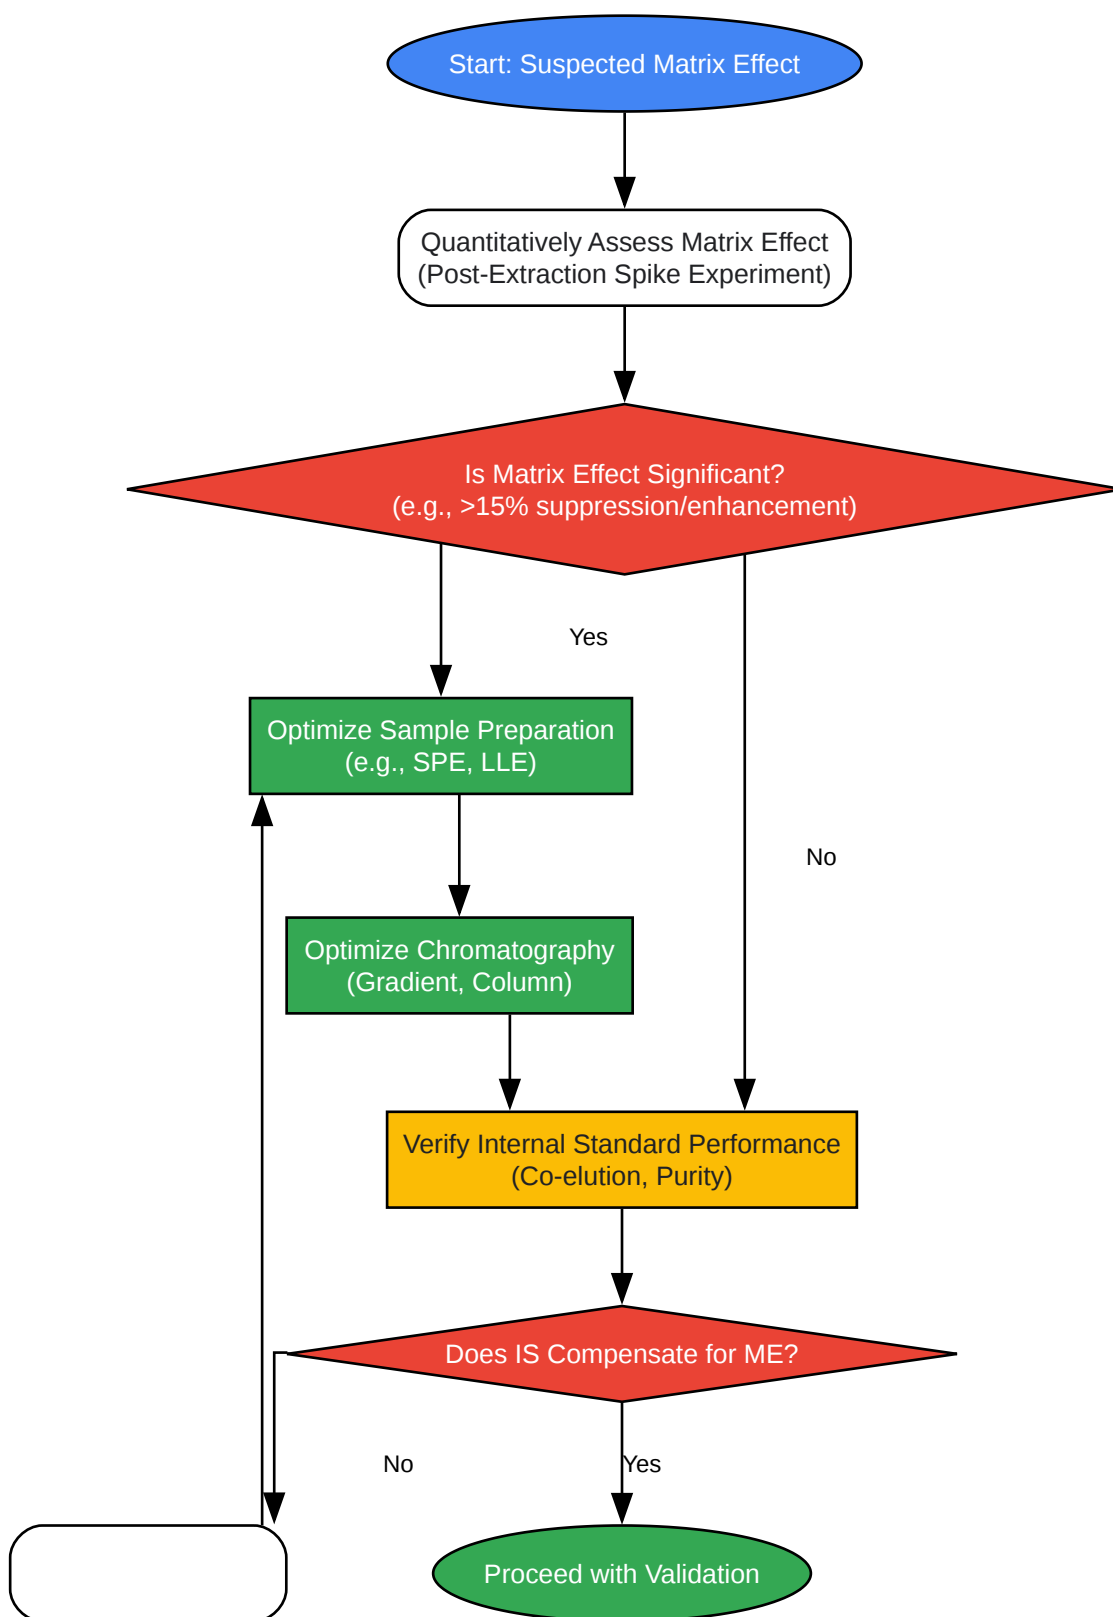 Start: Suspected Matrix Effect
Quantitatively Assess Matrix Effect
(Post-Extraction Spike Experiment)
Is Matrix Effect Significant?
(e.g., >15% suppression/enhancement)
Yes
Optimize Sample Preparation
(e.g., SPE, LLE)
No
Optimize Chromatography
(Gradient, Column)
Verify Internal Standard Performance
(Co-elution, Purity)
Does IS Compensate for ME?
No
Yes
Proceed with Validation